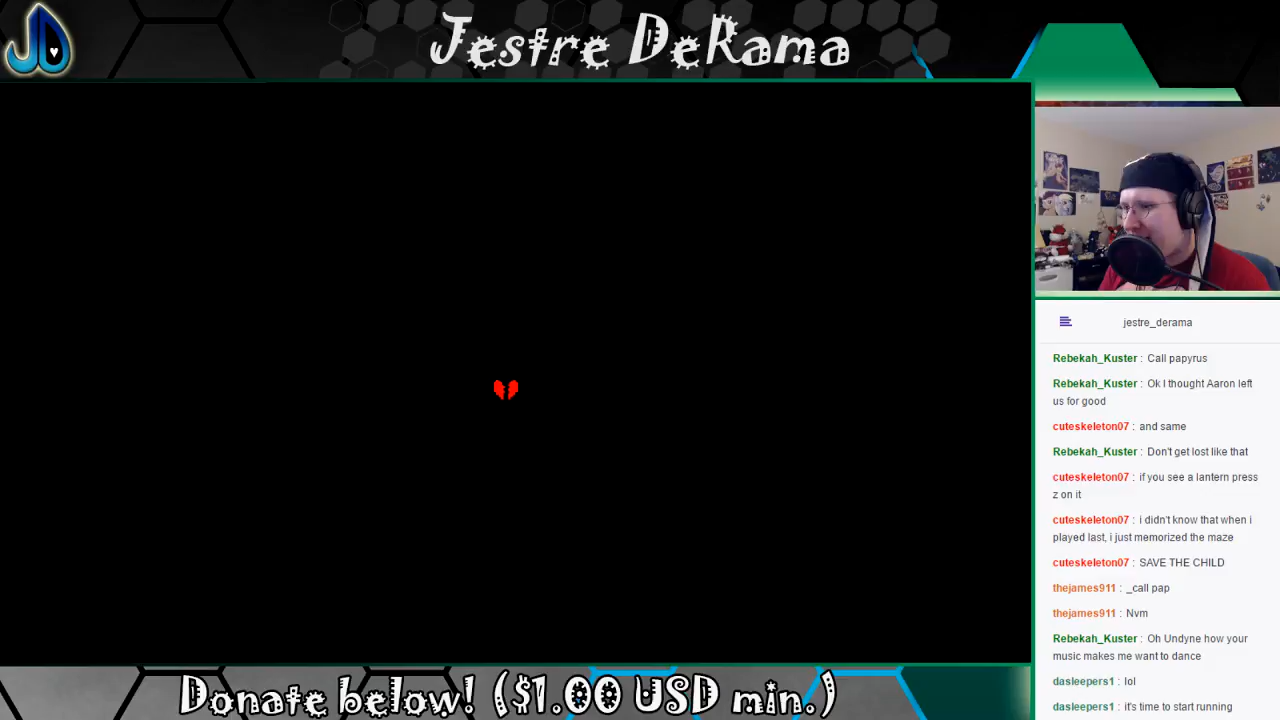 JD
Jestre DeRama
jestre_derama
Rebekah_Kuster : Call papyrus
Rebekah_Kuster : Ok I thought Aaron left
us for good
cuteskeleton07 : and same
Rebekah_Kuster : Don't get lost like that
cuteskeleton07 : if you see a lantern press
z on it
cuteskeleton07 : i didn't know that when i
played last, i just memorized the maze
cuteskeleton07 : SAVE THE CHILD
thejames911 : _call pap
thejames911 : Nvm
Rebekah_Kuster : Oh Undyne how your
music makes me want to dance
dasleepers1 : lol
dasleepers1 : it's time to start running
Donate below! ($1.00 USD min.)